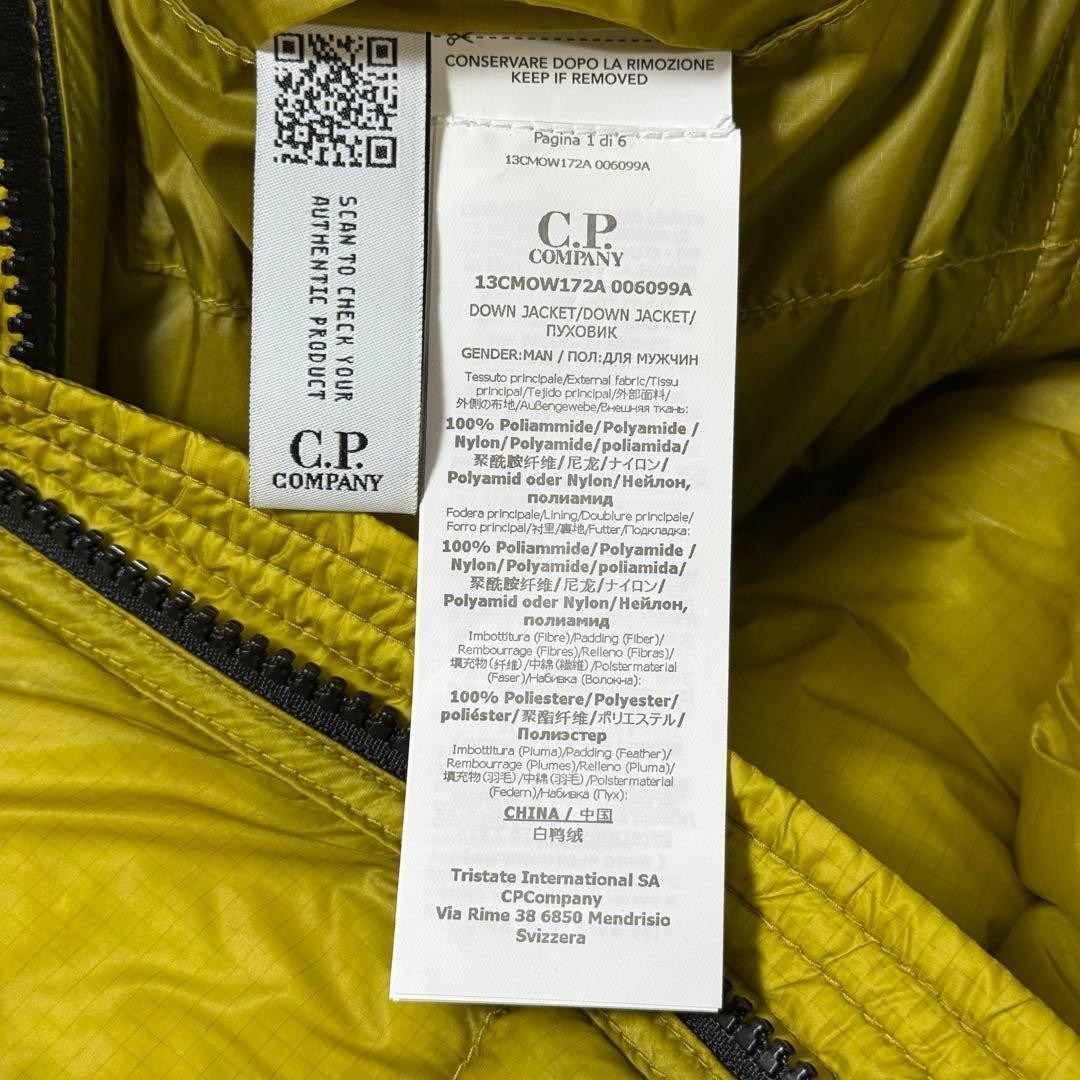 SCAN TO CHECK YOUR
AUTHENTIC PRODUCT
C.P.
COMPANY
CONSERVARE DOPO LA RIMOZIONE
KEEP IF REMOVED
Pagina 1 di 6
13CMOW172A 006099A
C.P.
COMPANY
13CMOW172A 006099A
DOWN JACKET/DOWN JACKET/
ПУХОВИК
GENDER:MAN / ПОЛ:ДЛЯ МУЖЧИН
Tessuto principale/External fabric/Tissu
principal/Tejido principal/外部面料/
外側の布地/Außengewebe/Внешняя ткань:
100% Poliammide/Polyamide /
Nylon/Polyamide/poliamida/
聚酰胺纤维/尼龙/ナイロン/
Polyamid oder Nylon/Нейлон,
полиамид
Fodera principale/Lining/Doublure principale/
Forro principal/衬里/裏地/Futter/Подкладка:
100% Poliammide/Polyamide /
Nylon/Polyamide/poliamida/
聚酰胺纤维/尼龙/ナイロン/
Polyamid oder Nylon/Нейлон,
полиамид
Imbottitura (Fibre)/Padding (Fiber)/
Rembourrage (Fibres)/Relleno (Fibras)/
填充物(纤维)/中綿(繊維)/Polstermaterial
(Faser)/Набивка (Волокна):
100% Poliestere/Polyester/
poliéster/聚酯纤维/ポリエステル/
Полиэстер
Imbottitura (Piuma)/Padding (Feather)/
Rembourrage (Plumes)/Relleno (Pluma)/
填充物(羽毛)/中綿(羽毛)/Polstermaterial
(Federn)/Набивка (Пух):
CHINA / 中国
白鸭绒
Tristate International SA
CPCompany
Via Rime 38 6850 Mendrisio
Svizzera